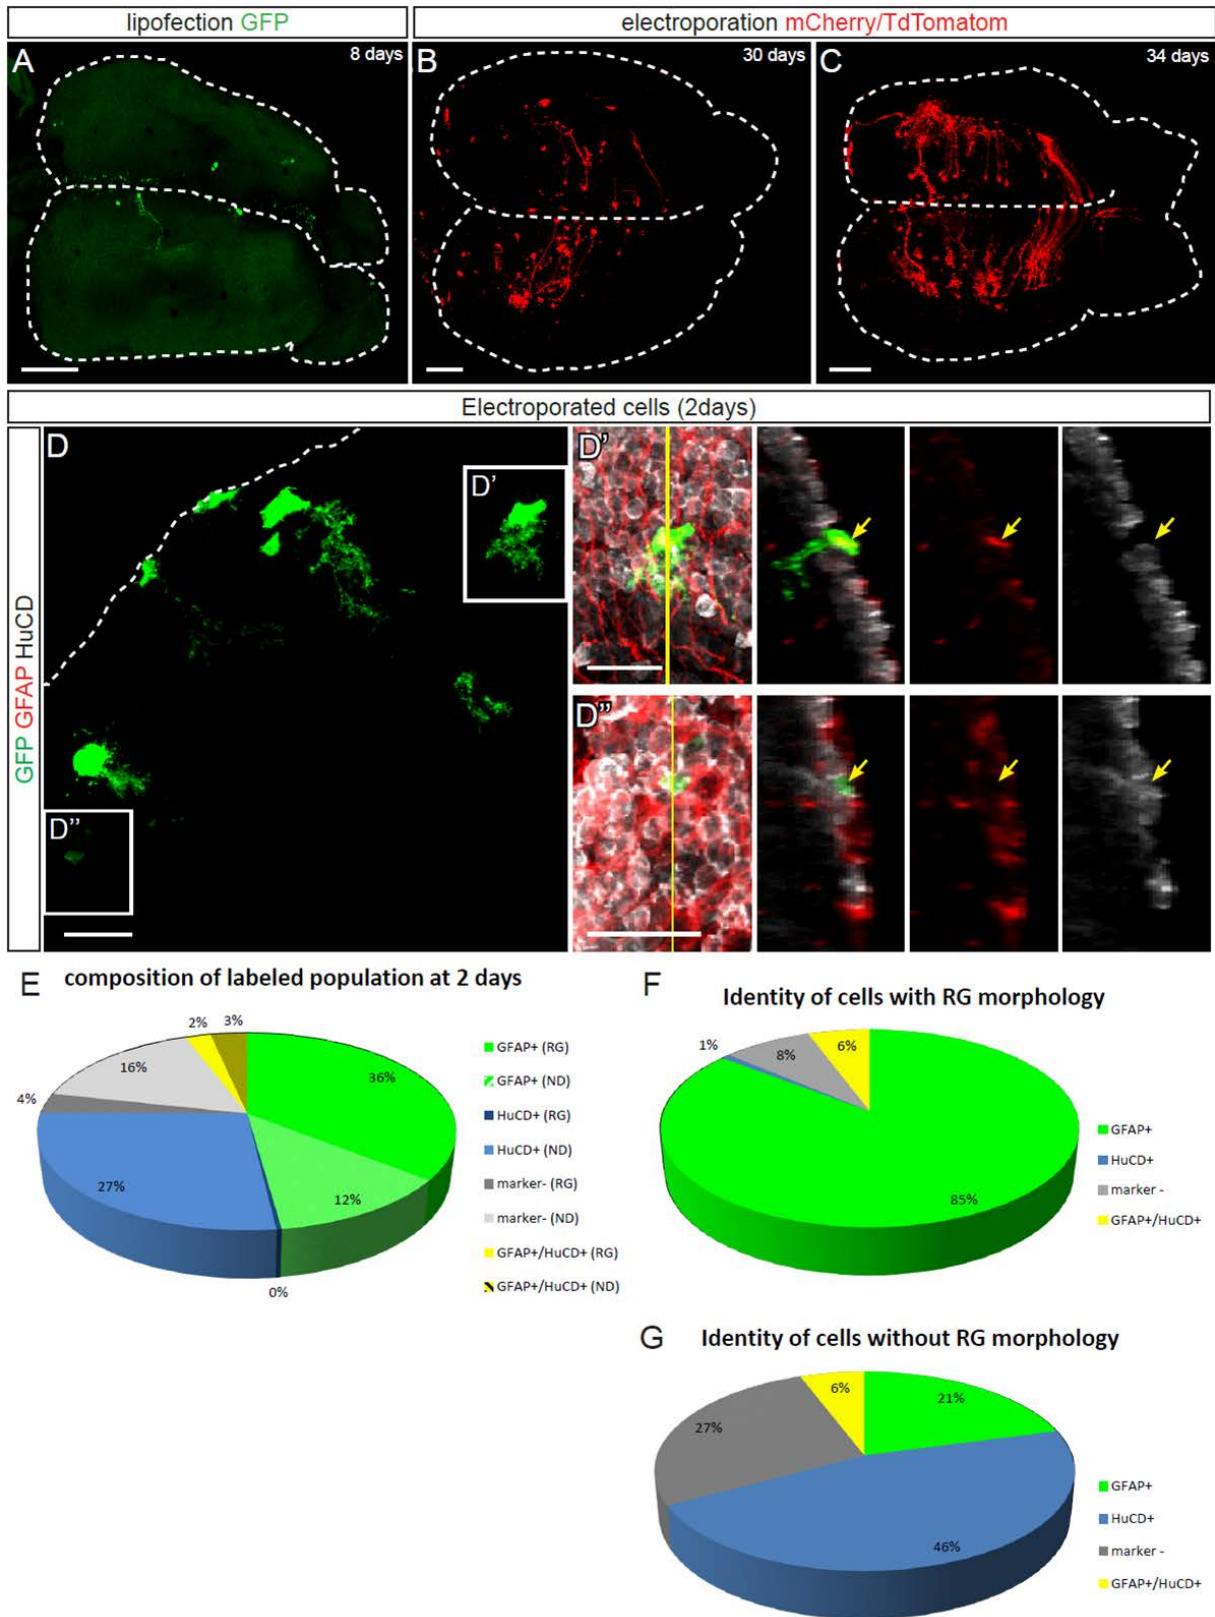 lipofection GFP
electroporation mCherry/TdTomatom
A
8 days
B
30 days
C
34 days
Electroporated cells (2days)
GFP GFAP HuCD
D
D'
D''
D'
D''
E
composition of labeled population at 2 days
2%
3%
16%
36%
4%
27%
12%
0%
GFAP+ (RG)
GFAP+ (ND)
HuCD+ (RG)
HuCD+ (ND)
marker- (RG)
marker- (ND)
GFAP+/HuCD+ (RG)
GFAP+/HuCD+ (ND)
F
Identity of cells with RG morphology
1%
8%
6%
85%
GFAP+
HuCD+
marker -
GFAP+/HuCD+
G
Identity of cells without RG morphology
6%
21%
27%
46%
GFAP+
HuCD+
marker -
GFAP+/HuCD+